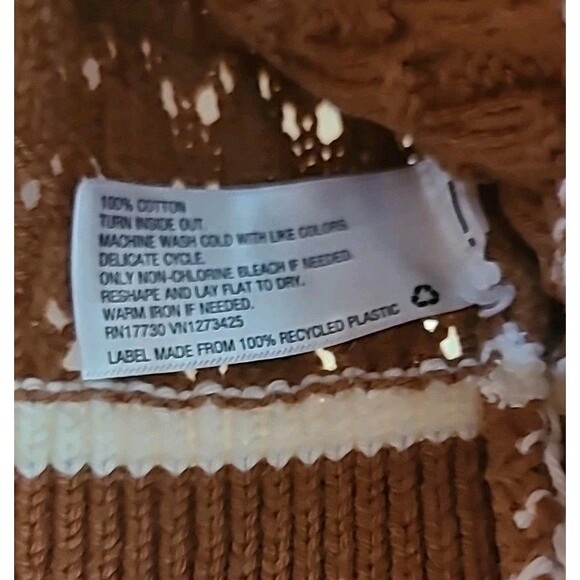 100% COTTON
TURN INSIDE OUT.
MACHINE WASH COLD WITH LIKE COLORS.
DELICATE CYCLE.
ONLY NON-CHLORINE BLEACH IF NEEDED.
RESHAPE AND LAY FLAT TO DRY.
WARM IRON IF NEEDED.
RN17730 VN1273425
LABEL MADE FROM 100% RECYCLED PLASTIC